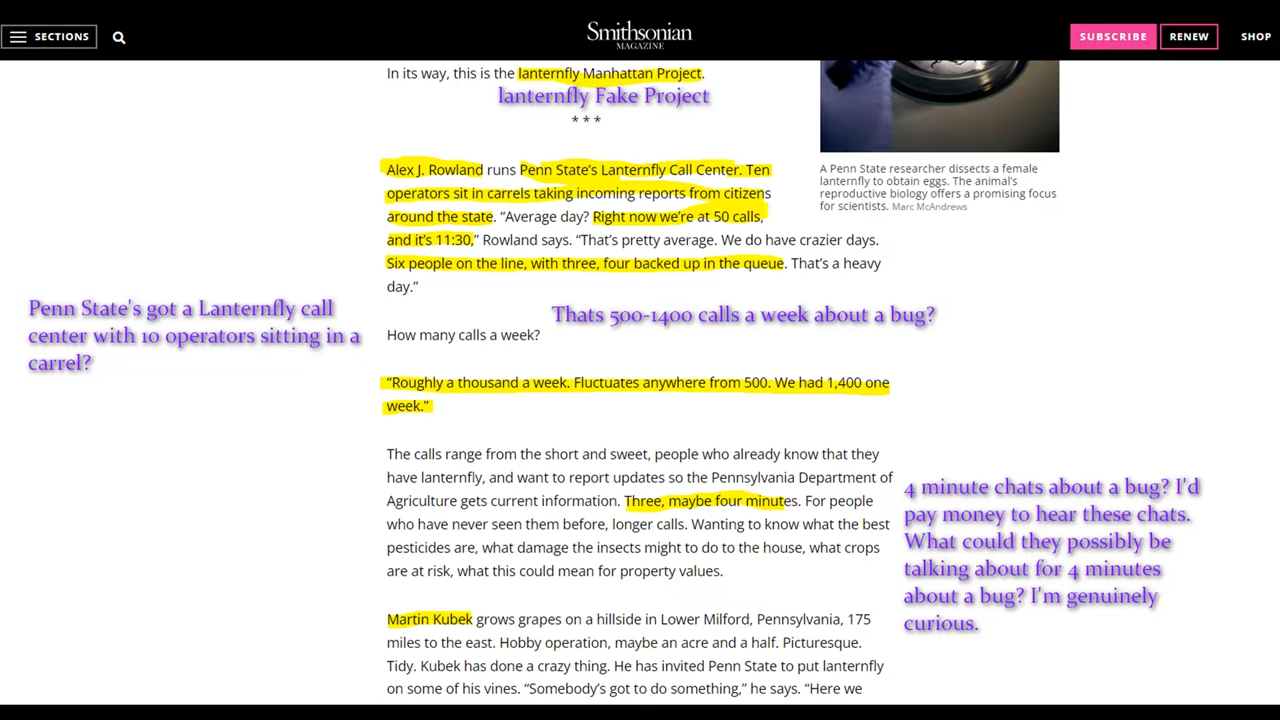 SECTIONS
Smithsonian
MAGAZINE
SUBSCRIBE
RENEW
SHOP
In its way, this is the lanternfly Manhattan Project.
lanternfly Fake Project
* * *
A Penn State researcher dissects a female
lanternfly to obtain eggs. The animal's
reproductive biology offers a promising focus
for scientists. Marc McAndrews
Alex J. Rowland runs Penn State's Lanternfly Call Center. Ten
operators sit in carrels taking incoming reports from citizens
around the state. “Average day? Right now we're at 50 calls,
and it's 11:30,” Rowland says. “That's pretty average. We do have crazier days.
Six people on the line, with three, four backed up in the queue. That's a heavy
day.”
Penn State's got a Lanternfly call
center with 10 operators sitting in a
carrel?
Thats 500-1400 calls a week about a bug?
How many calls a week?
“Roughly a thousand a week. Fluctuates anywhere from 500. We had 1,400 one
week.”
The calls range from the short and sweet, people who already know that they
have lanternfly, and want to report updates so the Pennsylvania Department of
Agriculture gets current information. Three, maybe four minutes. For people
who have never seen them before, longer calls. Wanting to know what the best
pesticides are, what damage the insects might to do to the house, what crops
are at risk, what this could mean for property values.
4 minute chats about a bug? I'd
pay money to hear these chats.
What could they possibly be
talking about for 4 minutes
about a bug? I'm genuinely
curious.
Martin Kubek grows grapes on a hillside in Lower Milford, Pennsylvania, 175
miles to the east. Hobby operation, maybe an acre and a half. Picturesque.
Tidy. Kubek has done a crazy thing. He has invited Penn State to put lanternfly
on some of his vines. “Somebody's got to do something,” he says. “Here we